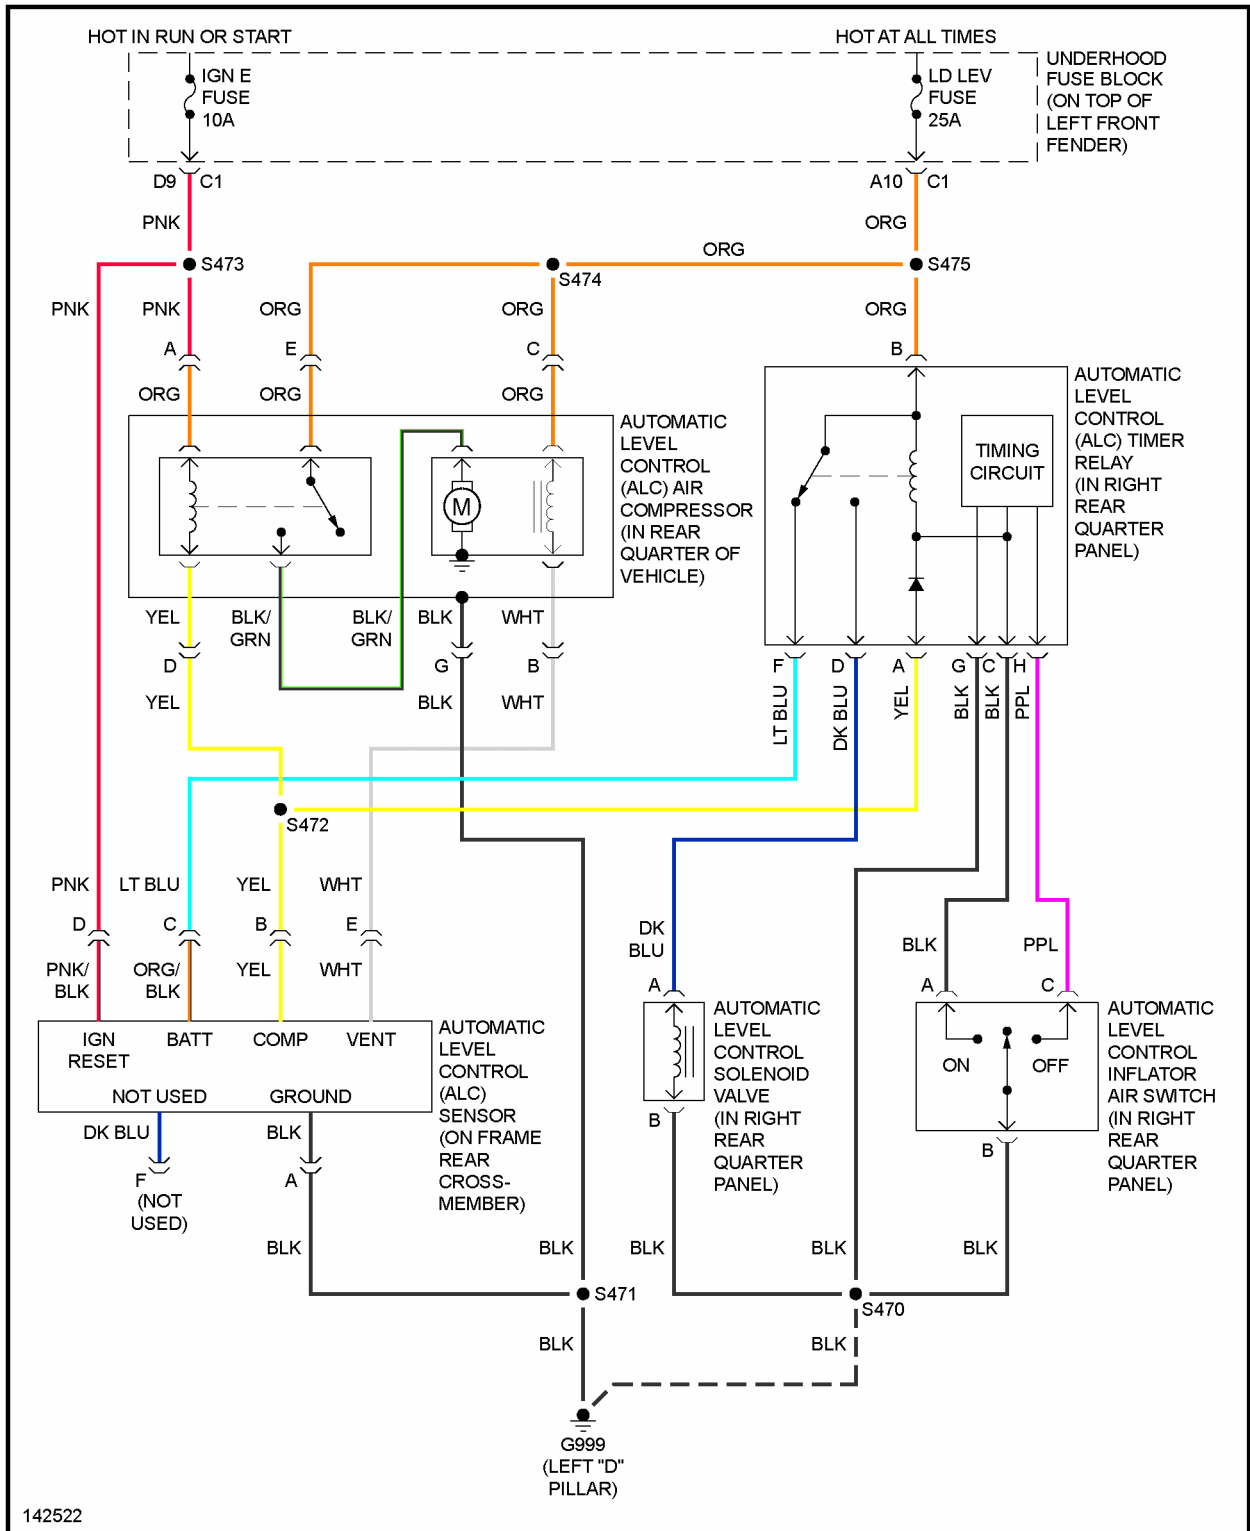 HOT IN RUN OR START
HOT AT ALL TIMES
IGN E
FUSE
10A
LD LEV
FUSE
25A
UNDERHOOD
FUSE BLOCK
(ON TOP OF
LEFT FRONT
FENDER)
D9
C1
A10
C1
PNK
ORG
ORG
S473
S474
S475
PNK
PNK
ORG
ORG
ORG
A
E
C
B
ORG
ORG
ORG
AUTOMATIC
LEVEL
CONTROL
(ALC) AIR
COMPRESSOR
(IN REAR
QUARTER OF
VEHICLE)
M
AUTOMATIC
LEVEL
CONTROL
(ALC) TIMER
RELAY
(IN RIGHT
REAR
QUARTER
PANEL)
TIMING
CIRCUIT
YEL
BLK/
GRN
BLK/
GRN
BLK
WHT
D
G
B
F
D
A
G
C
H
YEL
BLK
WHT
LT BLU
DK BLU
YEL
BLK
BLK
PPL
S472
PNK
LT BLU
YEL
WHT
D
C
B
E
PNK/
BLK
ORG/
BLK
YEL
WHT
DK
BLU
BLK
PPL
A
A
C
IGN
RESET
BATT
COMP
VENT
NOT USED
GROUND
AUTOMATIC
LEVEL
CONTROL
(ALC)
SENSOR
(ON FRAME
REAR
CROSS-
MEMBER)
AUTOMATIC
LEVEL
CONTROL
SOLENOID
VALVE
(IN RIGHT
REAR
QUARTER
PANEL)
ON
OFF
AUTOMATIC
LEVEL
CONTROL
INFLATOR
AIR SWITCH
(IN RIGHT
REAR
QUARTER
PANEL)
DK BLU
BLK
B
B
F
(NOT
USED)
A
BLK
BLK
BLK
BLK
BLK
S471
S470
BLK
BLK
G999
(LEFT "D"
PILLAR)
142522